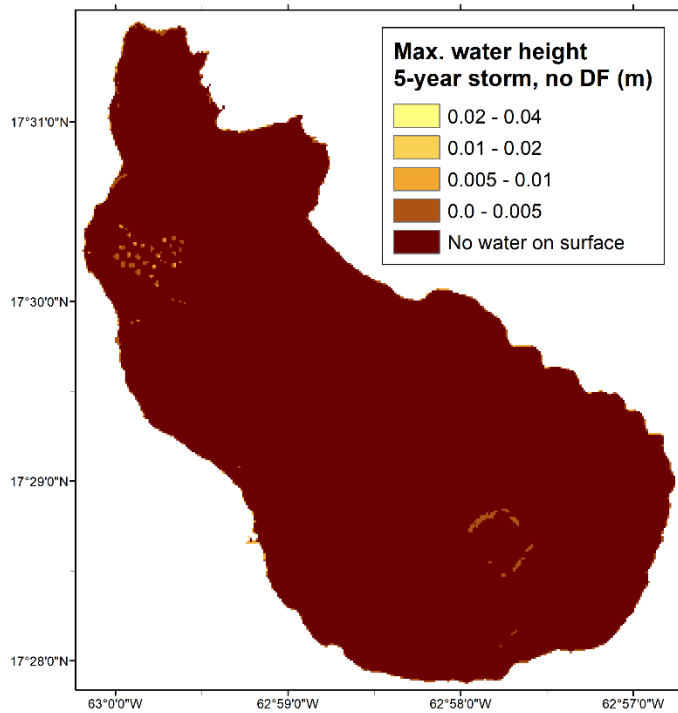 Max. water height
5-year storm, no DF (m)
0.02 - 0.04
0.01 - 0.02
0.005 - 0.01
0.0 - 0.005
No water on surface
17°31'0"N
17°30'0"N
17°29'0"N
17°28'0"N
63°0'0"W
62°59'0"W
62°58'0"W
62°57'0"W